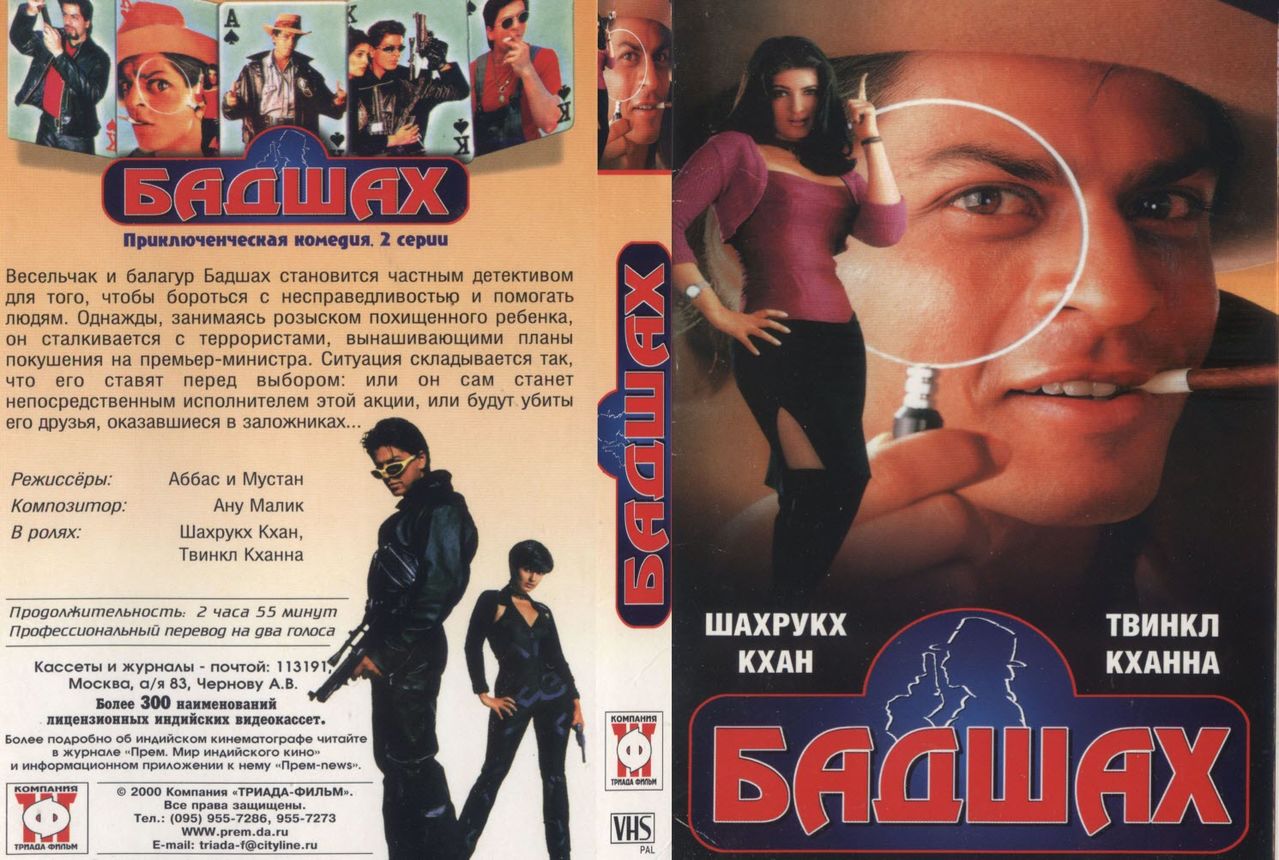 A
K
K
БАДШАХ
Приключенческая комедия. 2 серии
Весельчак и балагур Бадшах становится частным детективом
для того, чтобы бороться с несправедливостью и помогать
людям. Однажды, занимаясь розыском похищенного ребенка,
он сталкивается с террористами, вынашивающими планы
покушения на премьер-министра. Ситуация складывается так,
что его ставят перед выбором: или он сам станет
непосредственным исполнителем этой акции, или будут убиты
его друзья, оказавшиеся в заложниках...
Режиссёры: Аббас и Мустан
Композитор: Ану Малик
В ролях: Шахрукх Кхан,
Твинкл Кханна
Продолжительность: 2 часа 55 минут
Профессиональный перевод на два голоса
Кассеты и журналы - почтой: 113191,
Москва, а/я 83, Чернову А.В.
Более 300 наименований
лицензионных индийских видеокассет.
Более подробно об индийском кинематографе читайте
в журнале «Прем. Мир индийского кино»
и информационном приложении к нему «Прем-news».
КОМПАНИЯ
ТФ
ТРИАДА ФИЛЬМ
© 2000 Компания «ТРИАДА-ФИЛЬМ».
Все права защищены.
Тел.: (095) 955-7286, 955-7273
WWW.prem.da.ru
E-mail: triada-f@cityline.ru
БАДШАХ
КОМПАНИЯ
ТФ
ТРИАДА ФИЛЬМ
VHS
PAL
ШАХРУКХ
КХАН
ТВИНКЛ
КХАННА
БАДШАХ